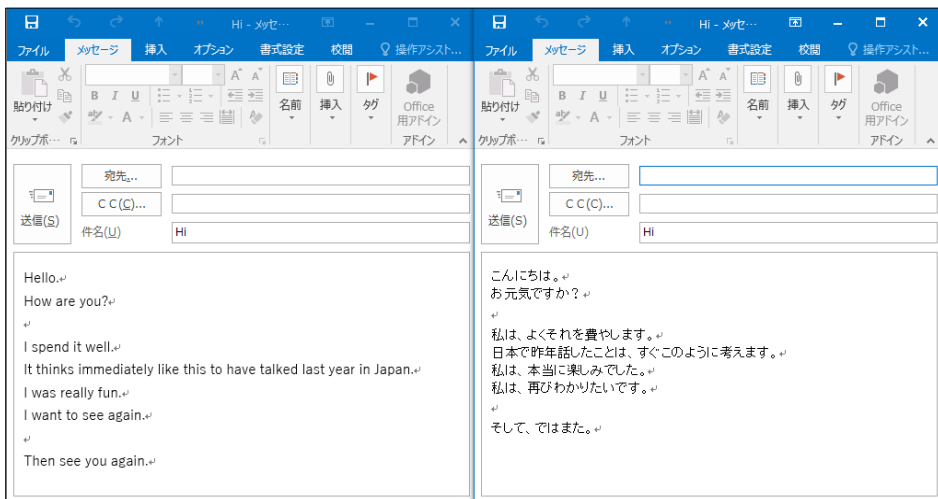 Hi - メッセ…
ファイル メッセージ 挿入 オプション 書式設定 校閲 操作アシスト...
貼り付け
B I U
A A
aby A
名前
挿入
タグ
Office
用アドイン
クリップボ… フォント アドイン
送信(S)
宛先...
C C (C)...
件名(U) Hi
Hello.↵
How are you?↵
↵
I spend it well.↵
It thinks immediately like this to have talked last year in Japan.↵
I was really fun.↵
I want to see again.↵
↵
Then see you again.↵
Hi - メッセ…
ファイル メッセージ 挿入 オプション 書式設定 校閲 操作アシスト...
貼り付け
B I U
A A
aby A
名前
挿入
タグ
Office
用アドイン
クリップボ… フォント アドイン
送信(S)
宛先...
C C (C)...
件名(U) Hi
こんにちは。↵
お元気ですか？↵
↵
私は、よくそれを費やします。↵
日本で昨年話したことは、すぐこのように考えます。↵
私は、本当に楽しみでした。↵
私は、再びわかりたいです。↵
↵
そして、ではまた。↵